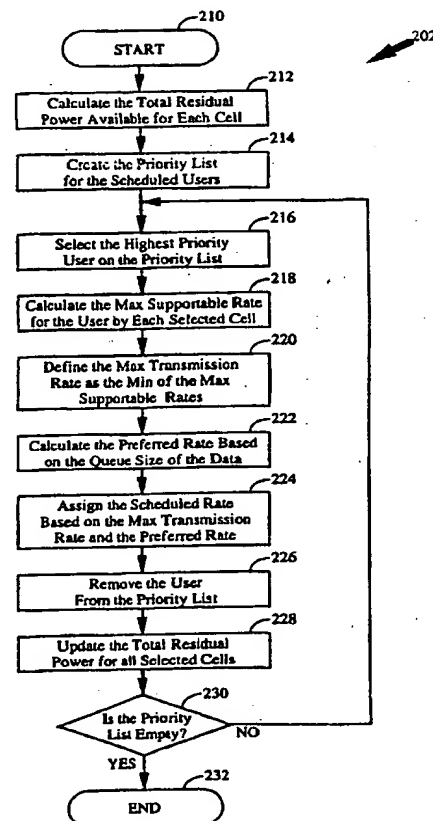 210
START
202
212
Calculate the Total Residual
Power Available for Each Cell
214
Create the Priority List
for the Scheduled Users
216
Select the Highest Priority
User on the Priority List
218
Calculate the Max Supportable Rate
for the User by Each Selected Cell
220
Define the Max Transmission
Rate as the Min of the Max
Supportable Rates
222
Calculate the Preferred Rate Based
on the Queue Size of the Data
224
Assign the Scheduled Rate
Based on the Max Transmission
Rate and the Preferred Rate
226
Remove the User
From the Priority List
228
Update the Total Residual
Power for all Selected Cells
230
Is the Priority
List Empty?
NO
YES
232
END